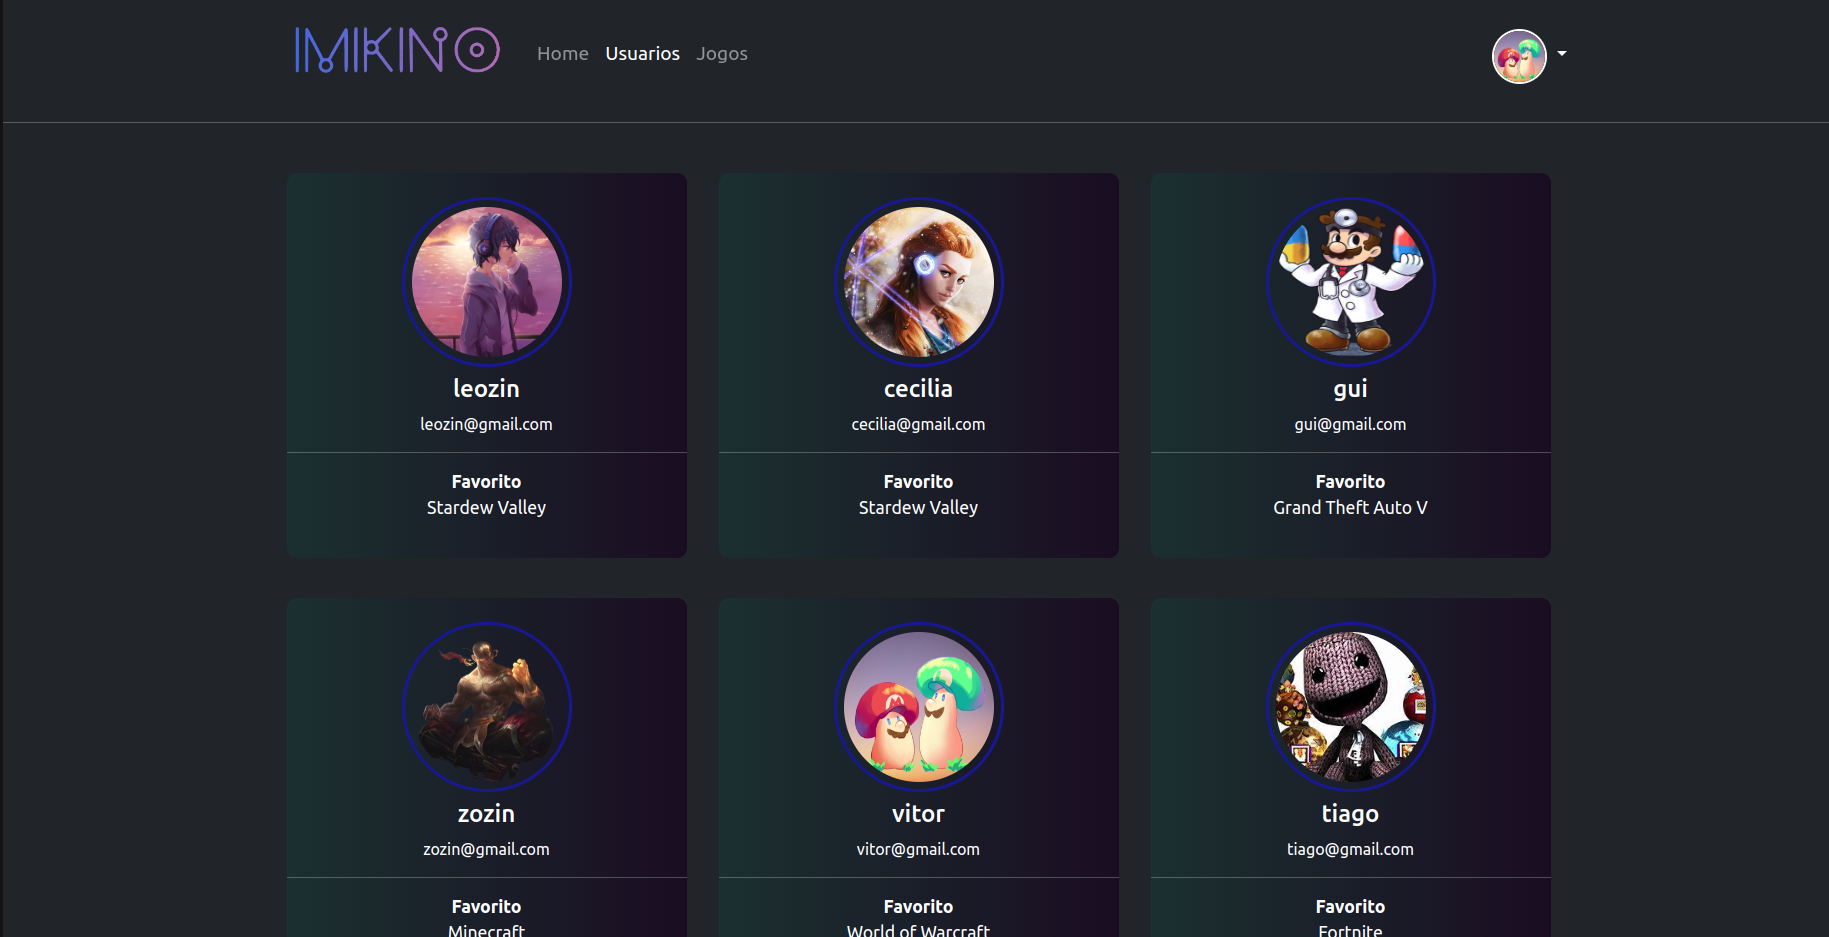 IMIKINO
Home Usuarios Jogos
leozin
leozin@gmail.com
Favorito
Stardew Valley
cecilia
cecilia@gmail.com
Favorito
Stardew Valley
gui
gui@gmail.com
Favorito
Grand Theft Auto V
zozin
zozin@gmail.com
Favorito
Minecraft
vitor
vitor@gmail.com
Favorito
World of Warcraft
tiago
tiago@gmail.com
Favorito
Fortnite